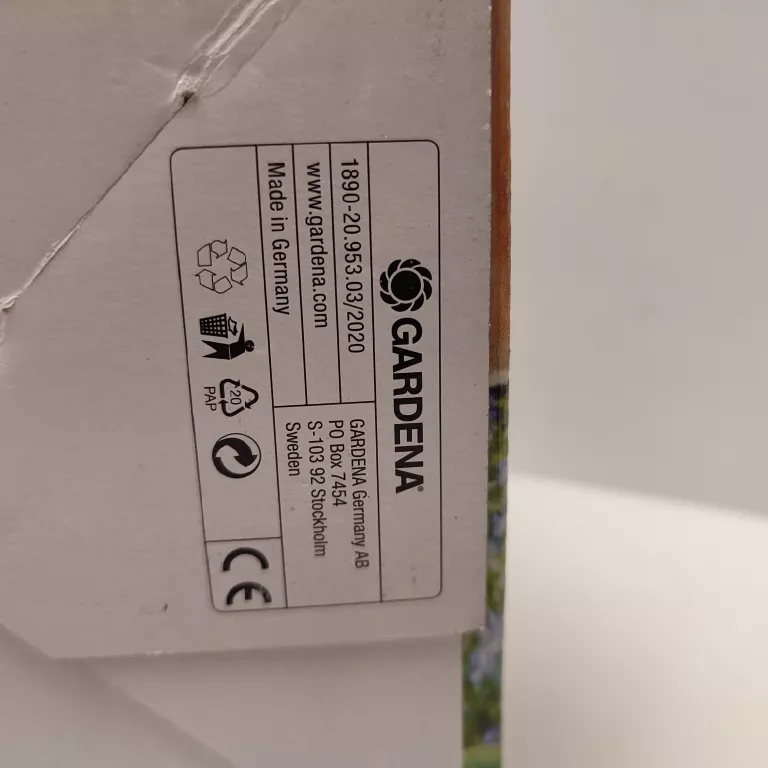 GARDENA®
1890-20.953.03/2020
www.gardena.com
Made in Germany
GARDENA Germany AB
PO Box 7454
S-103 92 Stockholm
Sweden
20
PAP
CE